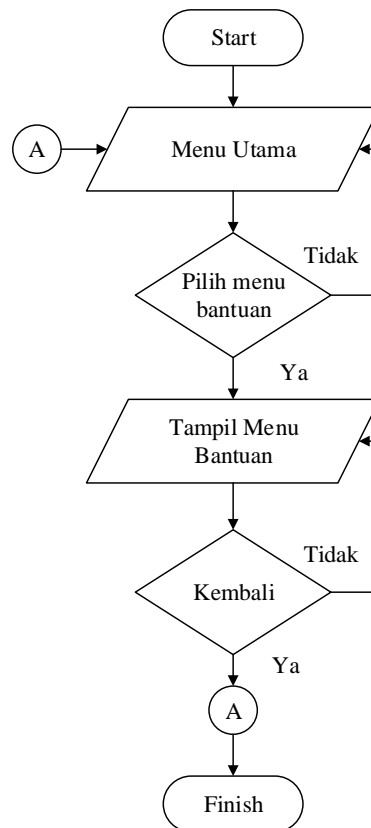 Start
A
Menu Utama
Tidak
Pilih menu
bantuan
Ya
Tampil Menu
Bantuan
Tidak
Kembali
Ya
A
Finish